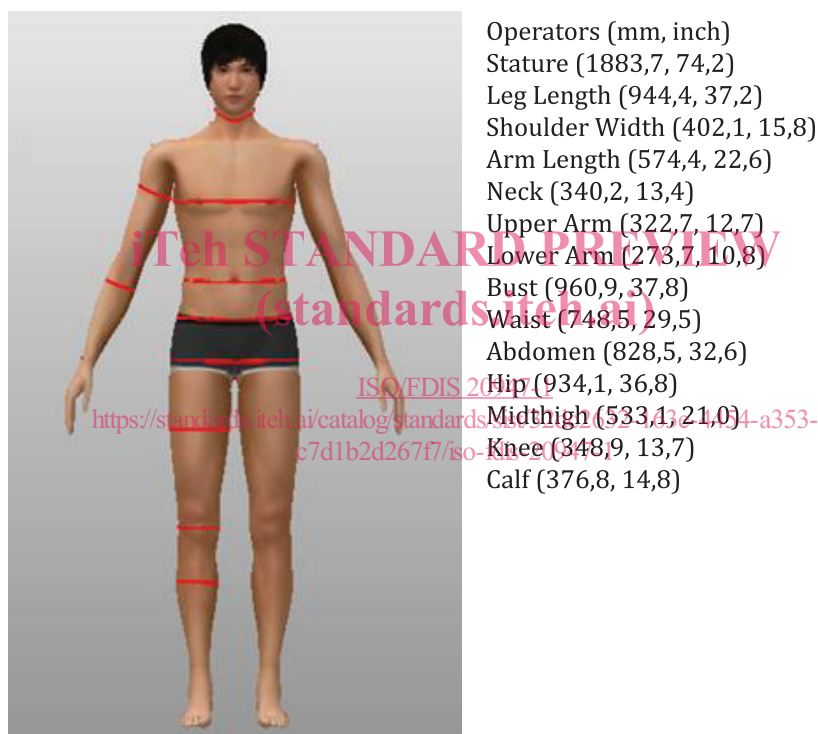 Operators (mm, inch)
Stature (1883,7, 74,2)
Leg Length (944,4, 37,2)
Shoulder Width (402,1, 15,8)
Arm Length (574,4, 22,6)
Neck (340,2, 13,4)
Upper Arm (322,7, 12,7)
Lower Arm (273,7, 10,8)
Bust (960,9, 37,8)
Waist (748,5, 29,5)
Abdomen (828,5, 32,6)
Hip (934,1, 36,8)
Midthigh (533,1, 21,0)
Knee (348,9, 13,7)
Calf (376,8, 14,8)
iTeh STANDARD PREVIEW
(standards.iteh.ai)
ISO/FDIS 20947-1